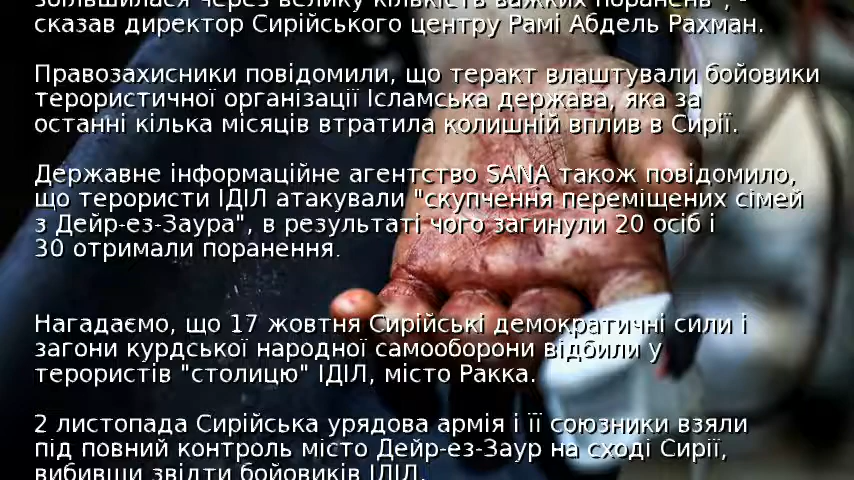 збільшилася через велику кількість важких поранень", -
сказав директор Сирійського центру Рамі Абдель Рахман.
Правозахисники повідомили, що теракт влаштували бойовики
терористичної організації Ісламська держава, яка за
останні кілька місяців втратила колишній вплив в Сирії.
Державне інформаційне агентство SANA також повідомило,
що терористи ІДІЛ атакували "скупчення переміщених сімей
з Дейр-ез-Заура", в результаті чого загинули 20 осіб і
30 отримали поранення.
Нагадаємо, що 17 жовтня Сирійські демократичні сили і
загони курдської народної самооборони відбили у
терористів "столицю" ІДІЛ, місто Ракка.
2 листопада Сирійська урядова армія і її союзники взяли
під повний контроль місто Дейр-ез-Заур на сході Сирії,
вибивши звідти бойовиків ІДІЛ.